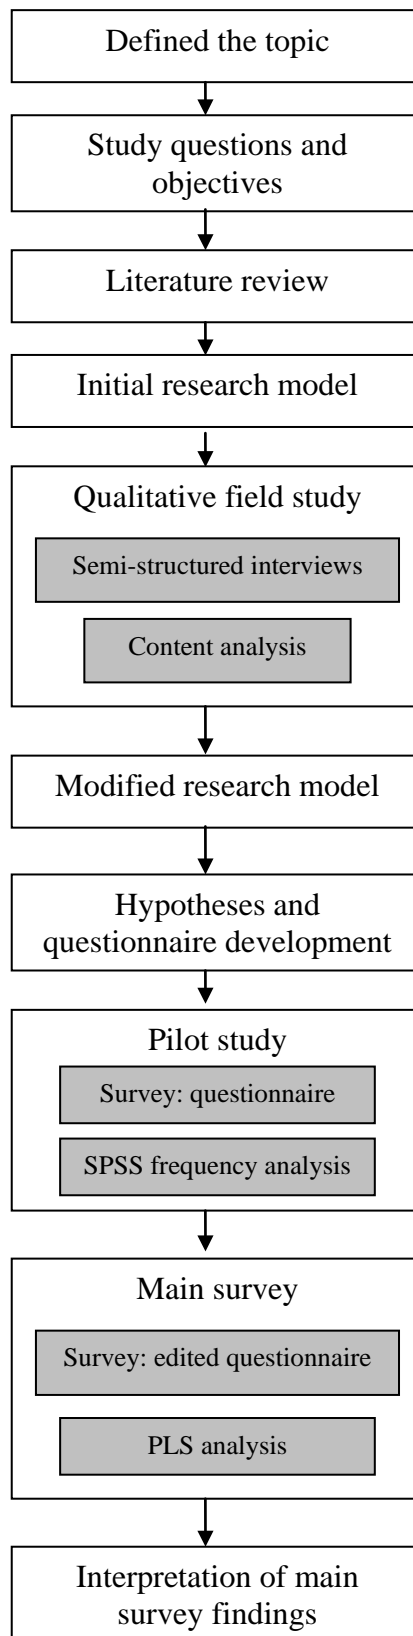 Defined the topic
Study questions and
objectives
Literature review
Initial research model
Qualitative field study
Semi-structured interviews
Content analysis
Modified research model
Hypotheses and
questionnaire development
Pilot study
Survey: questionnaire
SPSS frequency analysis
Main survey
Survey: edited questionnaire
PLS analysis
Interpretation of main
survey findings